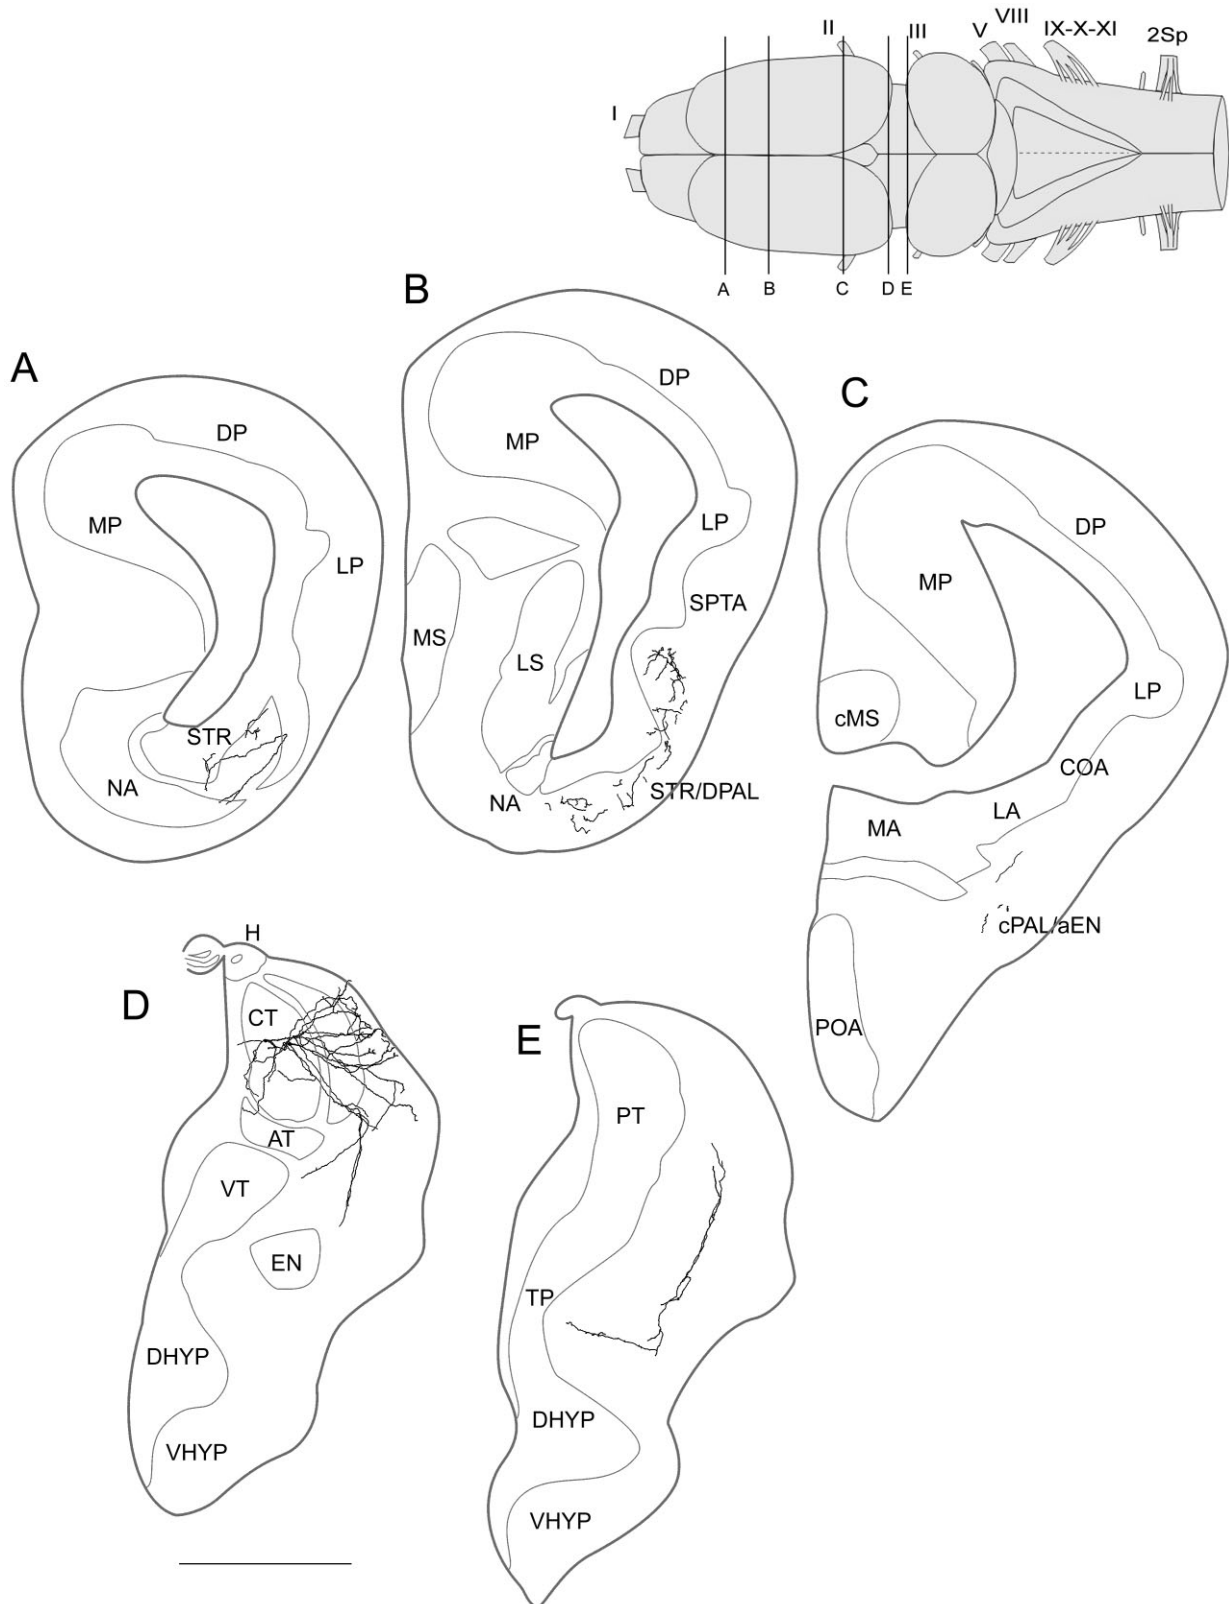 I
II
III
V
VIII
IX-X-XI
2Sp
A
B
C
D
E
A
DP
MP
LP
STR
NA
B
DP
MP
LP
SPTA
MS
LS
NA
STR/DPAL
C
DP
MP
LP
cMS
COA
LA
MA
cPAL/aEN
POA
D
H
CT
AT
VT
EN
DHYP
VHYP
E
PT
TP
DHYP
VHYP